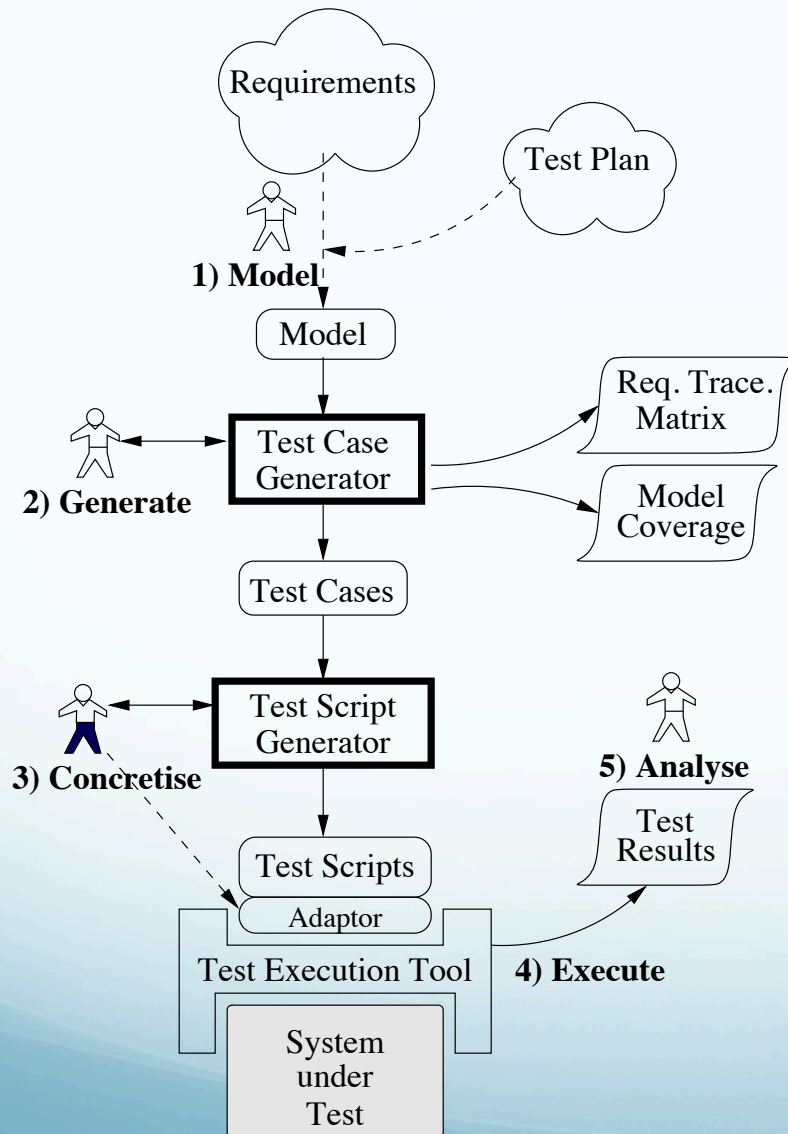 Requirements
Test Plan
1) Model
Model
Req. Trace.
Matrix
Test Case
Generator
2) Generate
Model
Coverage
Test Cases
Test Script
Generator
3) Concretise
5) Analyse
Test
Results
Test Scripts
Adaptor
Test Execution Tool
4) Execute
System
under
Test